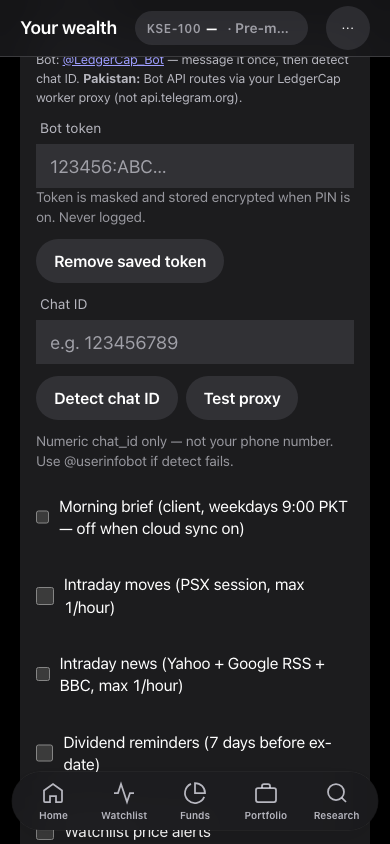 Your wealth
KSE-100 — · Pre-m...
...
Bot: @LedgerCap_Bot — message it once, then detect
chat ID. Pakistan: Bot API routes via your LedgerCap
worker proxy (not api.telegram.org).
Bot token
123456:ABC...
Token is masked and stored encrypted when PIN is
on. Never logged.
Remove saved token
Chat ID
e.g. 123456789
Detect chat ID
Test proxy
Numeric chat_id only — not your phone number.
Use @userinfobot if detect fails.
Morning brief (client, weekdays 9:00 PKT
— off when cloud sync on)
Intraday moves (PSX session, max
1/hour)
Intraday news (Yahoo + Google RSS +
BBC, max 1/hour)
Dividend reminders (7 days before ex-
date)
Home
Watchlist
Funds
Portfolio
Research
Watchlist price alerts